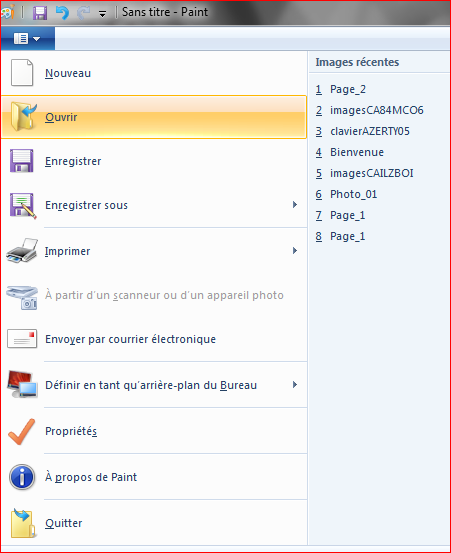 Sans titre - Paint
Nouveau
Ouvrir
Enregistrer
Enregistrer sous
Imprimer
À partir d'un scanneur ou d'un appareil photo
Envoyer par courrier électronique
Définir en tant qu'arrière-plan du Bureau
Propriétés
À propos de Paint
Quitter
Images récentes
1 Page_2
2 imagesCA84MCO6
3 clavierAZERTY05
4 Bienvenue
5 imagesCAILZBOI
6 Photo_01
7 Page_1
8 Page_1